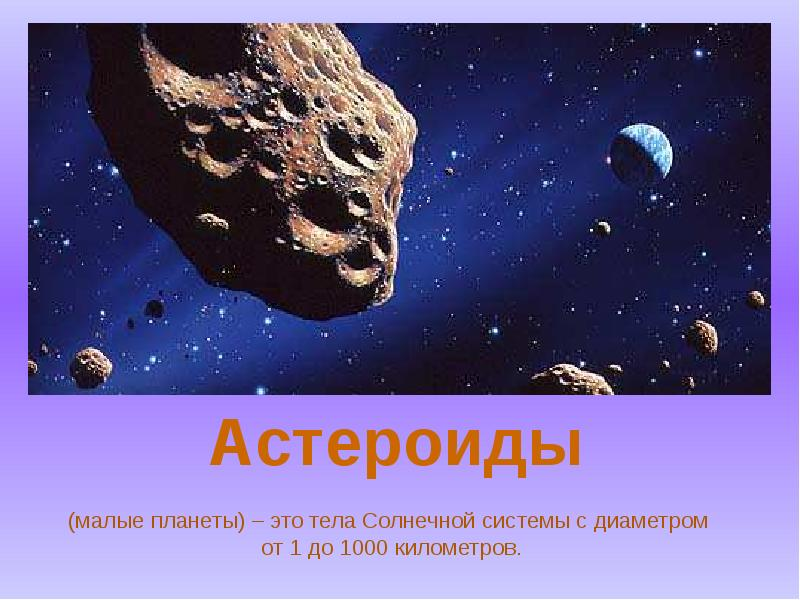 Астероиды
(малые планеты) – это тела Солнечной системы с диаметром
от 1 до 1000 километров.